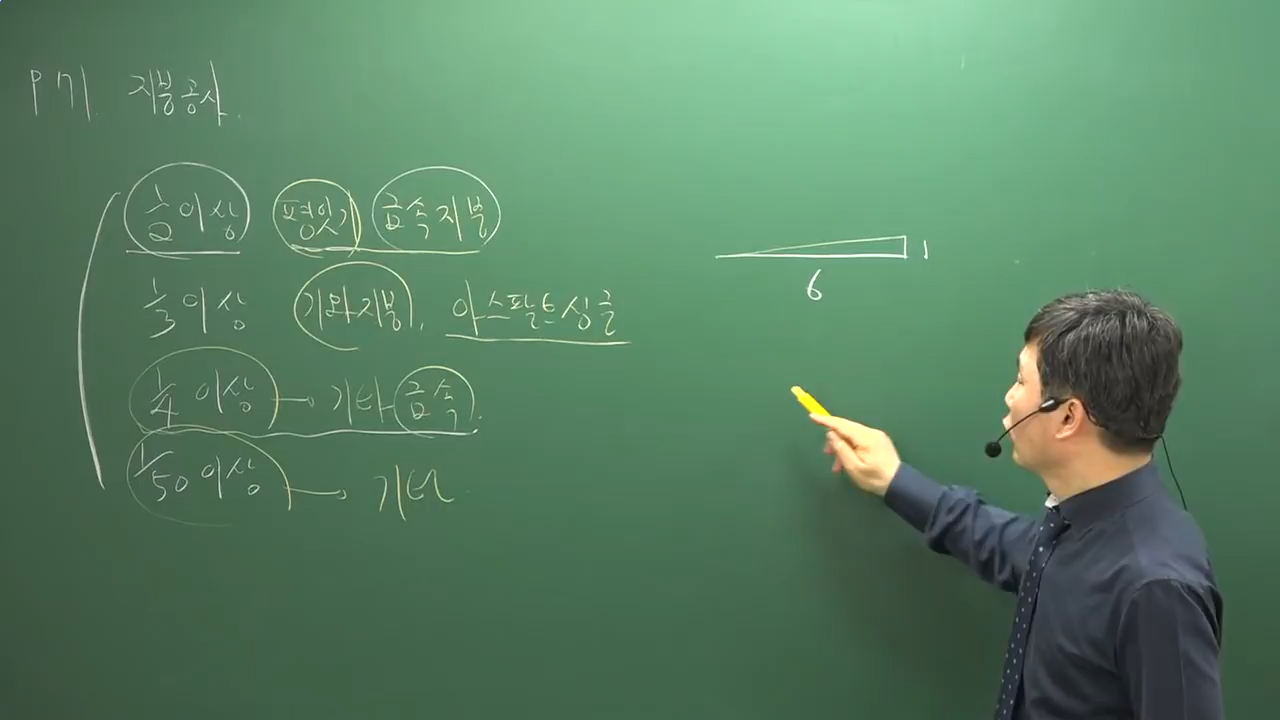 P 71. 지붕공사.
1/2 이상 평잇기 금속지붕
1/3 이상 기와지붕, 아스팔트싱글
1/4 이상 → 기타금속.
1/50 이상 → 기타
1
6